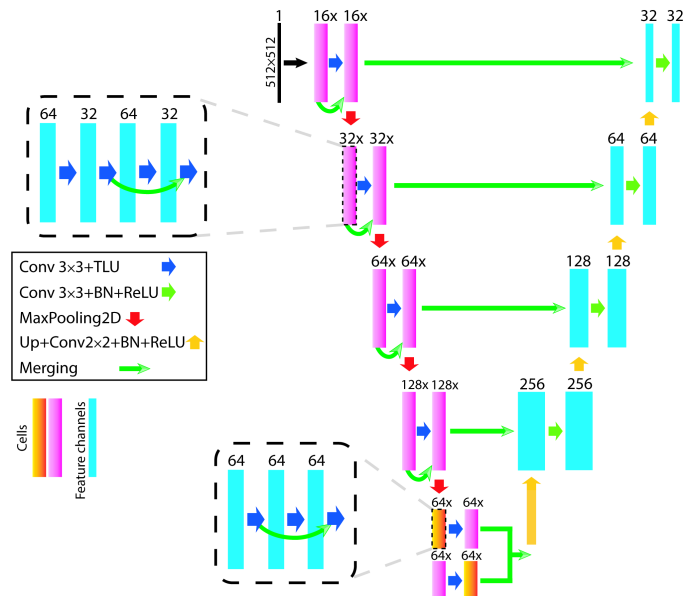 1 16x 16x 32 32
512×512
64 32 64 32
32x 32x 64 64
Conv 3×3+TLU
Conv 3×3+BN+ReLU
MaxPooling2D
Up+Conv2×2+BN+ReLU
Merging
64x 64x 128 128
128x 128x 256 256
Cells
Feature channels
64 64 64
64x 64x
64x 64x